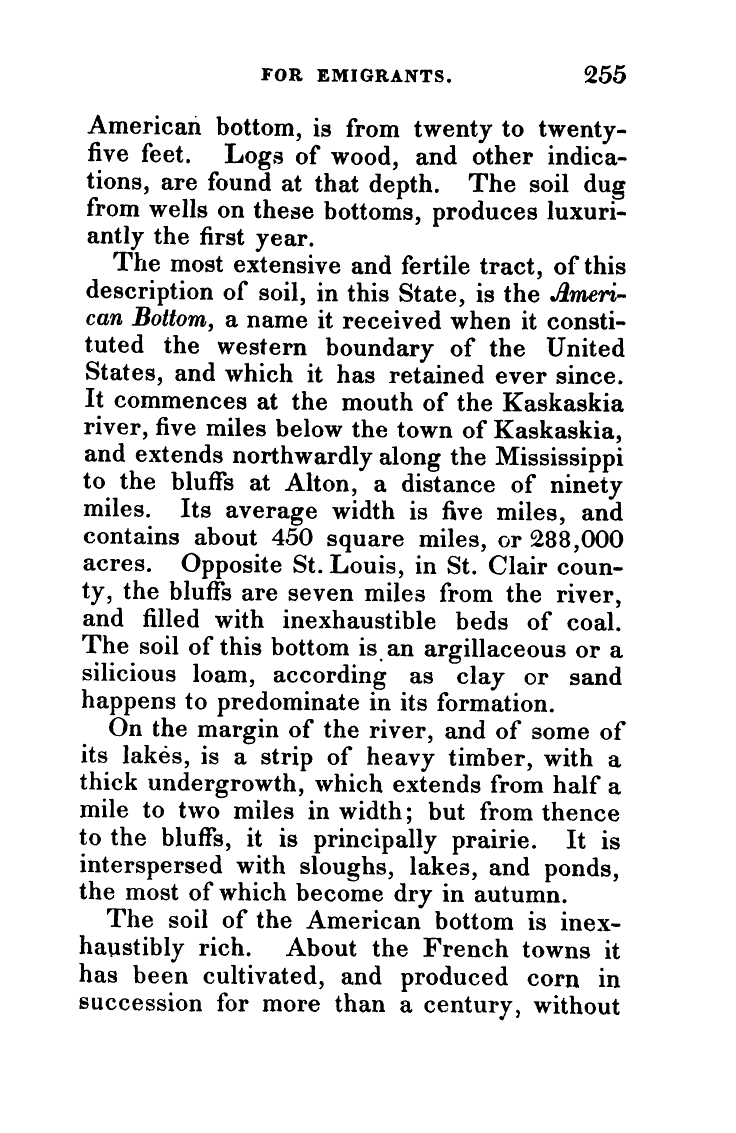 FOR EMIGRANTS. 255
American bottom, is from twenty to twenty-
five feet. Logs of wood, and other indica-
tions, are found at that depth. The soil dug
from wells on these bottoms, produces luxuri-
antly the first year.
The most extensive and fertile tract, of this
description of soil, in this State, is the Ameri-
can Bottom, a name it received when it consti-
tuted the western boundary of the United
States, and which it has retained ever since.
It commences at the mouth of the Kaskaskia
river, five miles below the town of Kaskaskia,
and extends northwardly along the Mississippi
to the bluffs at Alton, a distance of ninety
miles. Its average width is five miles, and
contains about 450 square miles, or 288,000
acres. Opposite St. Louis, in St. Clair coun-
ty, the bluffs are seven miles from the river,
and filled with inexhaustible beds of coal.
The soil of this bottom is an argillaceous or a
silicious loam, according as clay or sand
happens to predominate in its formation.
On the margin of the river, and of some of
its lakes, is a strip of heavy timber, with a
thick undergrowth, which extends from half a
mile to two miles in width; but from thence
to the bluffs, it is principally prairie. It is
interspersed with sloughs, lakes, and ponds,
the most of which become dry in autumn.
The soil of the American bottom is inex-
haustibly rich. About the French towns it
has been cultivated, and produced corn in
succession for more than a century, without